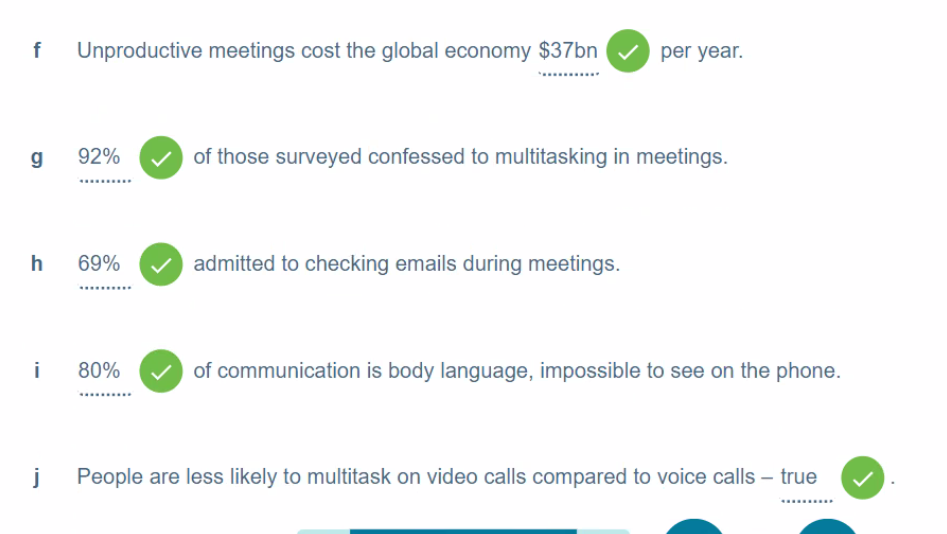 f Unproductive meetings cost the global economy $37bn per year.
g 92% of those surveyed confessed to multitasking in meetings.
h 69% admitted to checking emails during meetings.
i 80% of communication is body language, impossible to see on the phone.
j People are less likely to multitask on video calls compared to voice calls – true .